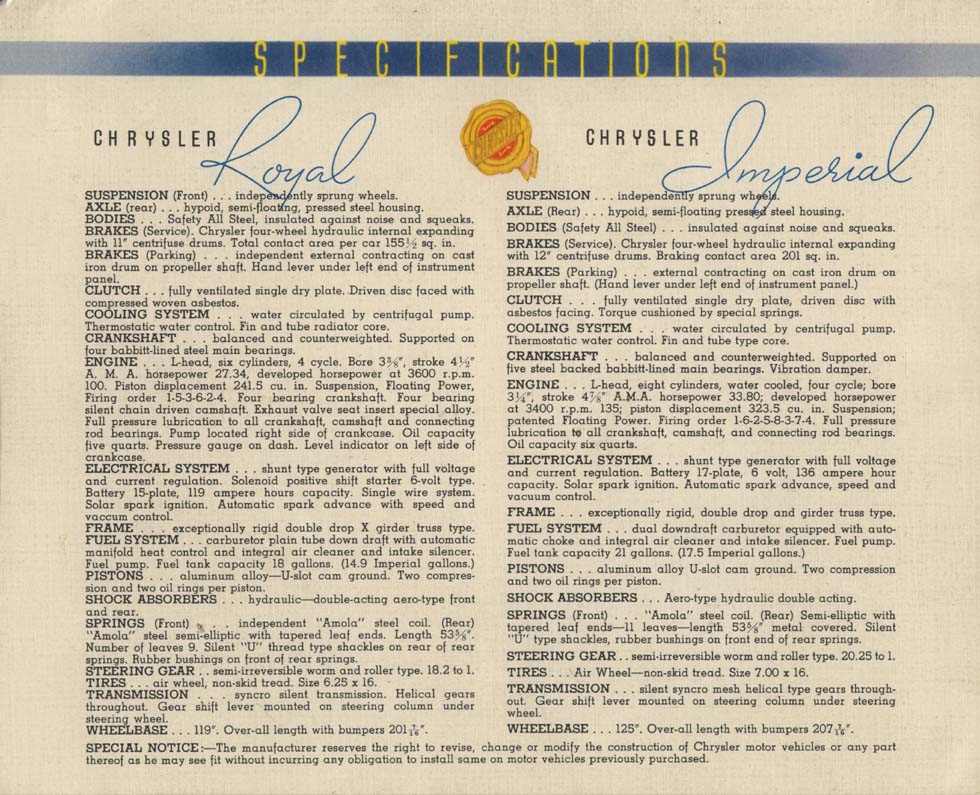 SPECIFICATIONS
CHRYSLER Royal
SUSPENSION (Front) . . . independently sprung wheels.
AXLE (rear) . . . hypoid, semi-floating, pressed steel housing.
BODIES . . . Safety All Steel, insulated against noise and squeaks.
BRAKES (Service). Chrysler four-wheel hydraulic internal expanding
with 11" centrifuse drums. Total contact area per car 155½ sq. in.
BRAKES (Parking) . . . independent external contracting on cast
iron drum on propeller shaft. Hand lever under left end of instrument
panel.
CLUTCH . . . fully ventilated single dry plate. Driven disc faced with
compressed woven asbestos.
COOLING SYSTEM . . . water circulated by centrifugal pump.
Thermostatic water control. Fin and tube radiator core.
CRANKSHAFT . . . balanced and counterweighted. Supported on
four babbitt-lined steel main bearings.
ENGINE . . . L-head, six cylinders, 4 cycle. Bore 3⅜", stroke 4½"
A. M. A. horsepower 27.34, developed horsepower at 3600 r.p.m.
100. Piston displacement 241.5 cu. in. Suspension, Floating Power,
Firing order 1-5-3-6-2-4. Four bearing crankshaft. Four bearing
silent chain driven camshaft. Exhaust valve seat insert special alloy.
Full pressure lubrication to all crankshaft, camshaft and connecting
rod bearings. Pump located right side of crankcase. Oil capacity
five quarts. Pressure gauge on dash. Level indicator on left side of
crankcase.
ELECTRICAL SYSTEM . . . shunt type generator with full voltage
and current regulation. Solenoid positive shift starter 6-volt type.
Battery 15-plate, 119 ampere hours capacity. Single wire system.
Solar spark ignition. Automatic spark advance with speed and
vaccum control.
FRAME . . . exceptionally rigid double drop X girder truss type.
FUEL SYSTEM . . . carburetor plain tube down draft with automatic
manifold heat control and integral air cleaner and intake silencer.
Fuel pump. Fuel tank capacity 18 gallons. (14.9 Imperial gallons.)
PISTONS . . . aluminum alloy—U-slot cam ground. Two compres-
sion and two oil rings per piston.
SHOCK ABSORBERS . . . hydraulic—double-acting aero-type front
and rear.
SPRINGS (Front) . . . independent "Amola" steel coil. (Rear)
"Amola" steel semi-elliptic with tapered leaf ends. Length 53⅝".
Number of leaves 9. Silent "U" thread type shackles on rear of rear
springs. Rubber bushings on front of rear springs.
STEERING GEAR . . semi-irreversible worm and roller type. 18.2 to 1.
TIRES . . . air wheel, non-skid tread. Size 6.25 x 16.
TRANSMISSION . . . syncro silent transmission. Helical gears
throughout. Gear shift lever mounted on steering column under
steering wheel.
WHEELBASE . . . 119". Over-all length with bumpers 201 7/16".
CHRYSLER
CHRYSLER Imperial
SUSPENSION . . . independently sprung wheels.
AXLE (Rear) . . . hypoid, semi-floating pressed steel housing.
BODIES (Safety All Steel) . . . insulated against noise and squeaks.
BRAKES (Service). Chrysler four-wheel hydraulic internal expanding
with 12" centrifuse drums. Braking contact area 201 sq. in.
BRAKES (Parking) . . . external contracting on cast iron drum on
propeller shaft. (Hand lever under left end of instrument panel.)
CLUTCH . . . fully ventilated single dry plate, driven disc with
asbestos facing. Torque cushioned by special springs.
COOLING SYSTEM . . . water circulated by centrifugal pump.
Thermostatic water control. Fin and tube type core.
CRANKSHAFT . . . balanced and counterweighted. Supported on
five steel backed babbitt-lined main bearings. Vibration damper.
ENGINE . . . L-head, eight cylinders, water cooled, four cycle; bore
3¼", stroke 4⅞" A.M.A. horsepower 33.80; developed horsepower
at 3400 r.p.m. 135; piston displacement 323.5 cu. in. Suspension;
patented Floating Power. Firing order 1-6-2-5-8-3-7-4. Full pressure
lubrication to all crankshaft, camshaft, and connecting rod bearings.
Oil capacity six quarts.
ELECTRICAL SYSTEM . . . shunt type generator with full voltage
and current regulation. Battery 17-plate, 6 volt, 136 ampere hour
capacity. Solar spark ignition. Automatic spark advance, speed and
vacuum control.
FRAME . . . exceptionally rigid, double drop and girder truss type.
FUEL SYSTEM . . . dual downdraft carburetor equipped with auto-
matic choke and integral air cleaner and intake silencer. Fuel pump.
Fuel tank capacity 21 gallons. (17.5 Imperial gallons.)
PISTONS . . . aluminum alloy U-slot cam ground. Two compression
and two oil rings per piston.
SHOCK ABSORBERS . . . Aero-type hydraulic double acting.
SPRINGS (Front) . . . "Amola" steel coil. (Rear) Semi-elliptic with
tapered leaf ends—11 leaves—length 53⅝" metal covered. Silent
"U" type shackles, rubber bushings on front end of rear springs.
STEERING GEAR . . semi-irreversible worm and roller type. 20.25 to 1.
TIRES . . . Air Wheel—non-skid tread. Size 7.00 x 16.
TRANSMISSION . . . silent syncro mesh helical type gears through-
out. Gear shift lever mounted on steering column under steering
wheel.
WHEELBASE . . . 125". Over-all length with bumpers 207 7/16".
SPECIAL NOTICE:—The manufacturer reserves the right to revise, change or modify the construction of Chrysler motor vehicles or any part
thereof as he may see fit without incurring any obligation to install same on motor vehicles previously purchased.